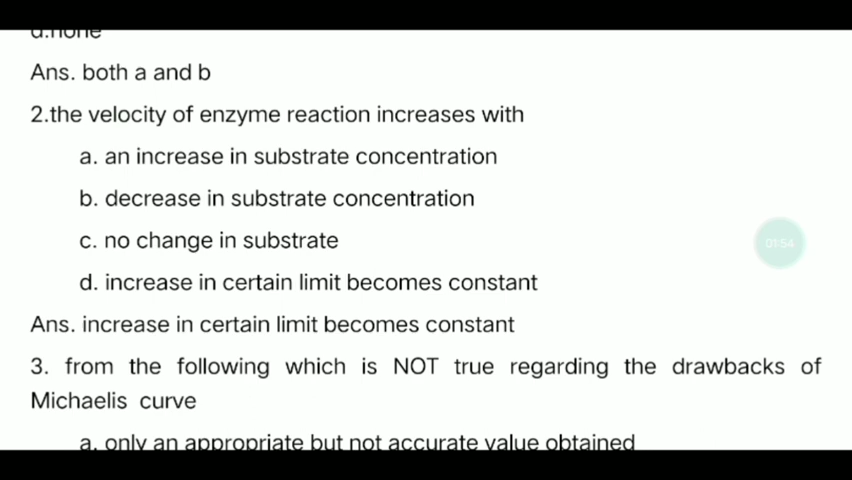 d.none
Ans. both a and b
2.the velocity of enzyme reaction increases with
a. an increase in substrate concentration
b. decrease in substrate concentration
c. no change in substrate
d. increase in certain limit becomes constant
01:54
Ans. increase in certain limit becomes constant
3. from the following which is NOT true regarding the drawbacks of
Michaelis curve
a. only an appropriate but not accurate value obtained